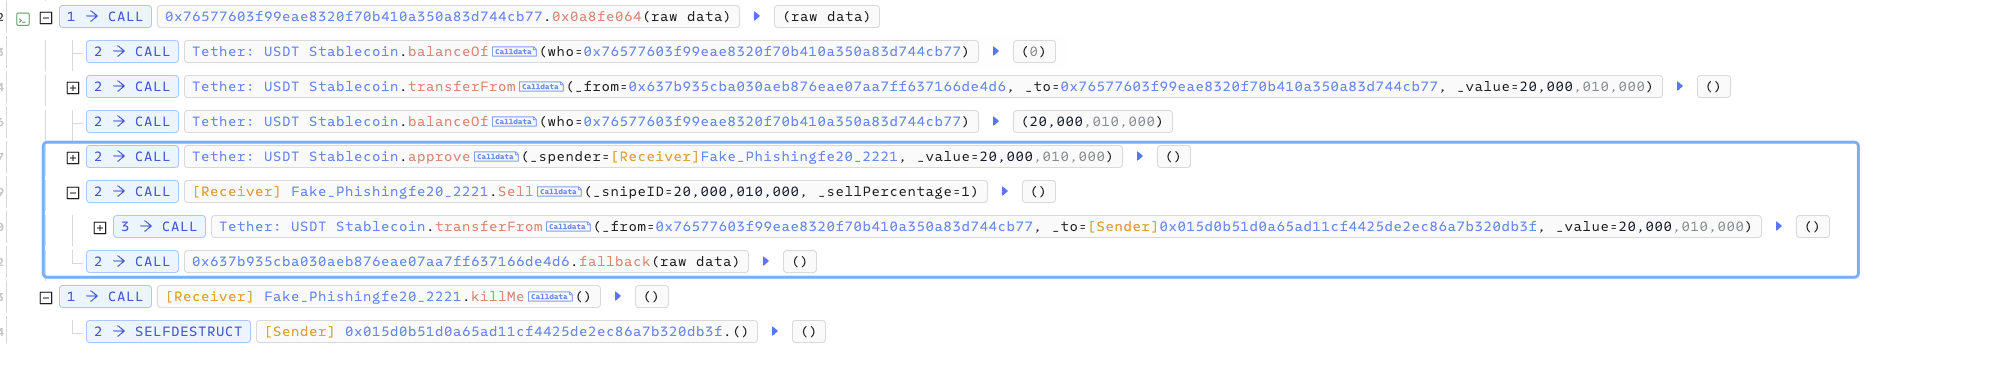 1 → CALL 0x76577603f99eae8320f70b410a350a83d744cb77.0x0a8fe064(raw data) (raw data)
2 → CALL Tether: USDT Stablecoin.balanceOf Calldata (who=0x76577603f99eae8320f70b410a350a83d744cb77) (0)
2 → CALL Tether: USDT Stablecoin.transferFrom Calldata (_from=0x637b935cba030aeb876eae07aa7ff637166de4d6, _to=0x76577603f99eae8320f70b410a350a83d744cb77, _value=20,000,010,000) ()
2 → CALL Tether: USDT Stablecoin.balanceOf Calldata (who=0x76577603f99eae8320f70b410a350a83d744cb77) (20,000,010,000)
2 → CALL Tether: USDT Stablecoin.approve Calldata (_spender=[Receiver]Fake_Phishingfe20_2221, _value=20,000,010,000) ()
2 → CALL [Receiver] Fake_Phishingfe20_2221.Sell Calldata (_snipeID=20,000,010,000, _sellPercentage=1) ()
3 → CALL Tether: USDT Stablecoin.transferFrom Calldata (_from=0x76577603f99eae8320f70b410a350a83d744cb77, _to=[Sender]0x015d0b51d0a65ad11cf4425de2ec86a7b320db3f, _value=20,000,010,000) ()
2 → CALL 0x637b935cba030aeb876eae07aa7ff637166de4d6.fallback(raw data) ()
1 → CALL [Receiver] Fake_Phishingfe20_2221.killMe Calldata () ()
2 → SELFDESTRUCT [Sender] 0x015d0b51d0a65ad11cf4425de2ec86a7b320db3f.() ()